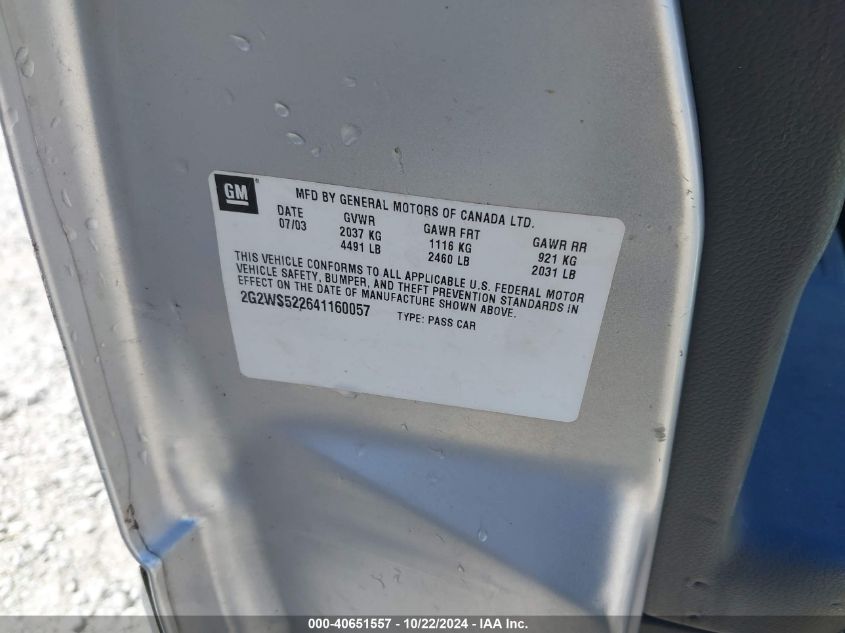 GM
MFD BY GENERAL MOTORS OF CANADA LTD.
DATE GVWR GAWR FRT GAWR RR
07/03 2037 KG 1116 KG 921 KG
4491 LB 2460 LB 2031 LB
THIS VEHICLE CONFORMS TO ALL APPLICABLE U.S. FEDERAL MOTOR
VEHICLE SAFETY, BUMPER, AND THEFT PREVENTION STANDARDS IN
EFFECT ON THE DATE OF MANUFACTURE SHOWN ABOVE.
2G2WS522641160057 TYPE: PASS CAR
000-40651557 - 10/22/2024 - IAA Inc.